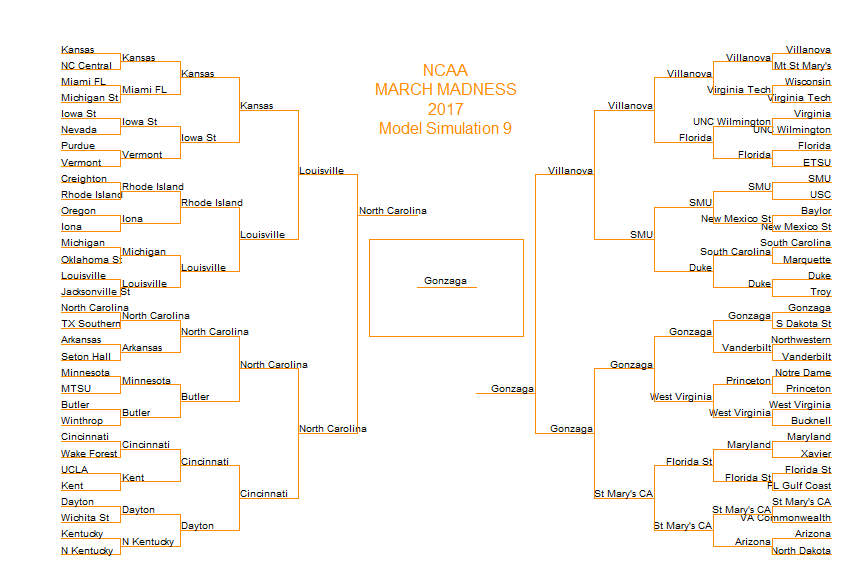 NCAA
MARCH MADNESS
2017
Model Simulation 9
Kansas
NC Central
Miami FL
Michigan St
Iowa St
Nevada
Purdue
Vermont
Creighton
Rhode Island
Oregon
Iona
Michigan
Oklahoma St
Louisville
Jacksonville St
North Carolina
TX Southern
Arkansas
Seton Hall
Minnesota
MTSU
Butler
Winthrop
Cincinnati
Wake Forest
UCLA
Kent
Dayton
Wichita St
Kentucky
N Kentucky
Kansas
Miami FL
Iowa St
Vermont
Rhode Island
Iona
Michigan
Louisville
North Carolina
Arkansas
Minnesota
Butler
Cincinnati
Kent
Dayton
N Kentucky
Kansas
Iowa St
Rhode Island
Louisville
North Carolina
Butler
Cincinnati
Dayton
Kansas
Louisville
North Carolina
Cincinnati
Louisville
North Carolina
North Carolina
Gonzaga
Gonzaga
Villanova
Gonzaga
Villanova
SMU
Gonzaga
St Mary's CA
Villanova
Florida
SMU
Duke
Gonzaga
West Virginia
Florida St
St Mary's CA
Villanova
Virginia Tech
UNC Wilmington
Florida
SMU
New Mexico St
South Carolina
Duke
Gonzaga
Vanderbilt
Princeton
West Virginia
Maryland
Florida St
St Mary's CA
Arizona
Villanova
Mt St Mary's
Wisconsin
Virginia Tech
Virginia
UNC Wilmington
Florida
ETSU
SMU
USC
Baylor
New Mexico St
South Carolina
Marquette
Duke
Troy
Gonzaga
S Dakota St
Northwestern
Vanderbilt
Notre Dame
Princeton
West Virginia
Bucknell
Maryland
Xavier
Florida St
FL Gulf Coast
St Mary's CA
VA Commonwealth
Arizona
North Dakota